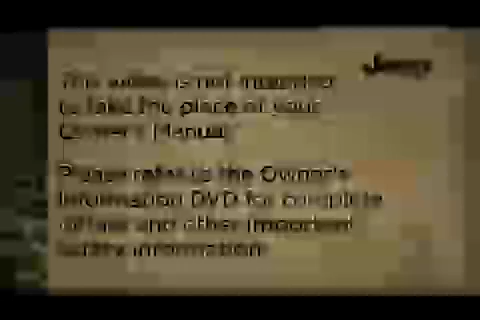 Jeep
This video is not intended
to take the place of your
Owner's Manual.
Please refer to the Owner's
Information DVD for complete
details and other important
safety information.